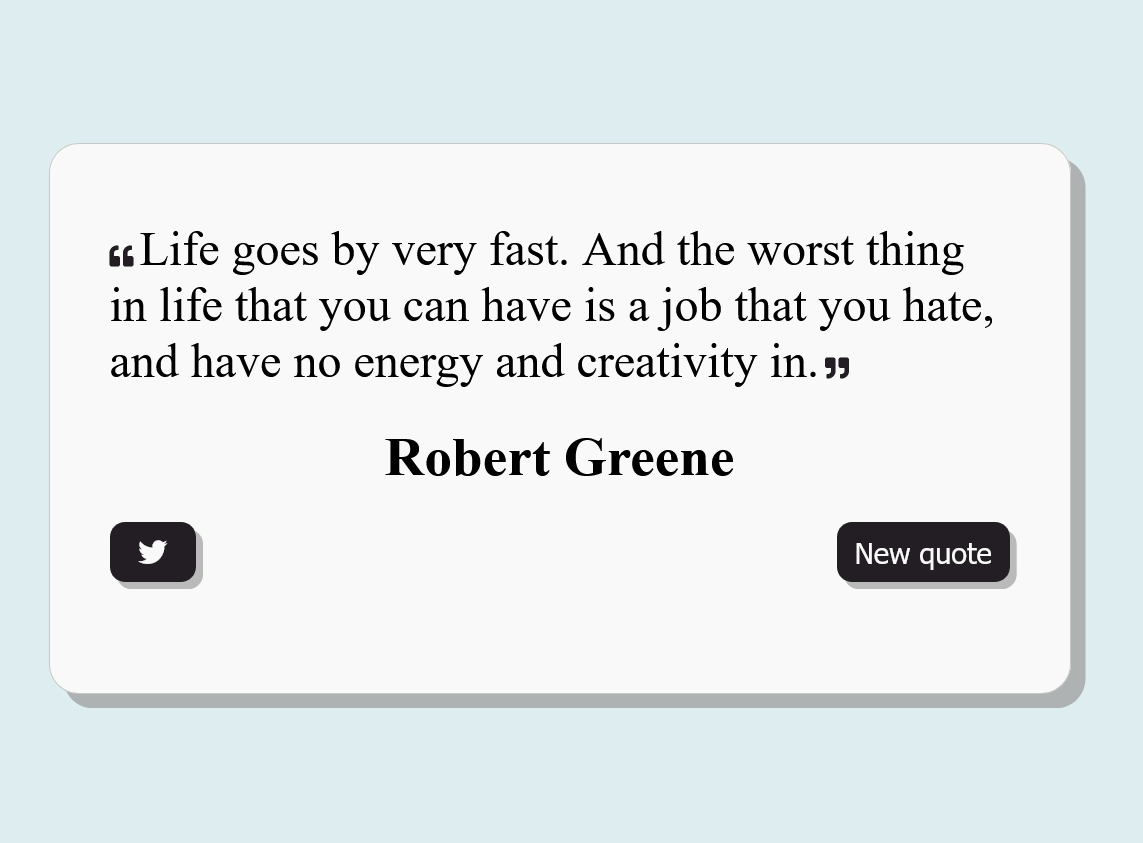 ❝Life goes by very fast. And the worst thing
in life that you can have is a job that you hate,
and have no energy and creativity in.❞
Robert Greene
New quote